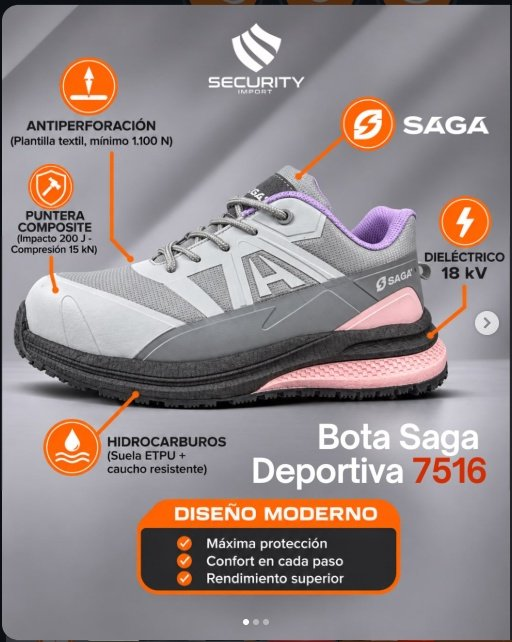 SECURITY
IMPORT
ANTIPERFORACIÓN
(Plantilla textil, mínimo 1.100 N)
SAGA
PUNTERA
COMPOSITE
(Impacto 200 J -
Compresión 15 kN)
SAGA
DIELÉCTRICO
18 kV
SAGA
HIDROCARBUROS
(Suela ETPU +
caucho resistente)
Bota Saga
Deportiva 7516
DISEÑO MODERNO
Máxima protección
Confort en cada paso
Rendimiento superior